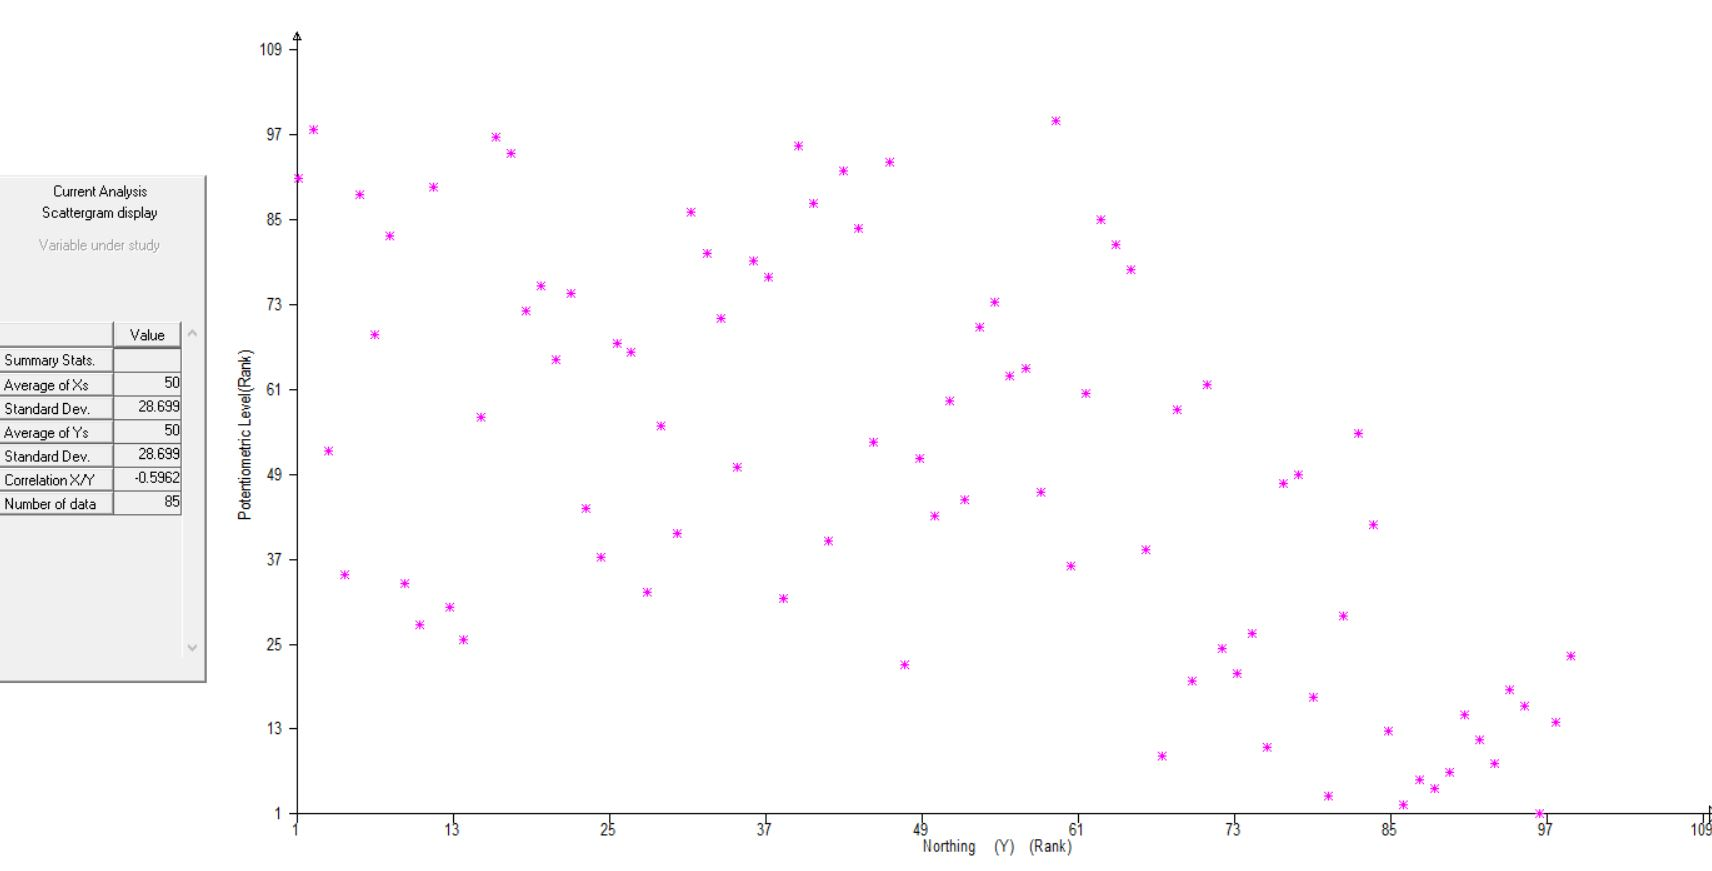 Current Analysis
Scattergram display
Variable under study
Value
Summary Stats.
Average of Xs 50
Standard Dev. 28.699
Average of Ys 50
Standard Dev. 28.699
Correlation X/Y -0.5962
Number of data 85
109
97
85
73
61
49
37
25
13
1
Potentiometric Level(Rank)
1 13 25 37 49 61 73 85 97 109
Northing (Y) (Rank)